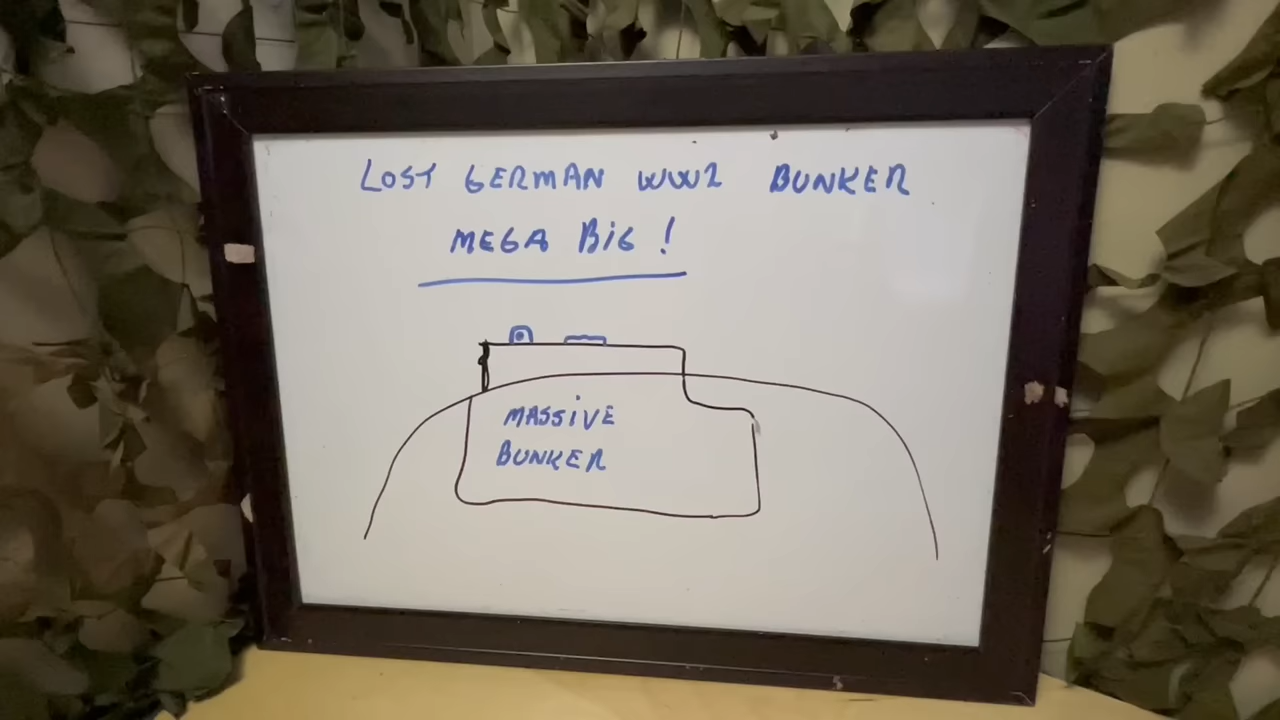 LOST GERMAN WW2 BUNKER
MEGA BiG !
MASSiVE
BUNKER